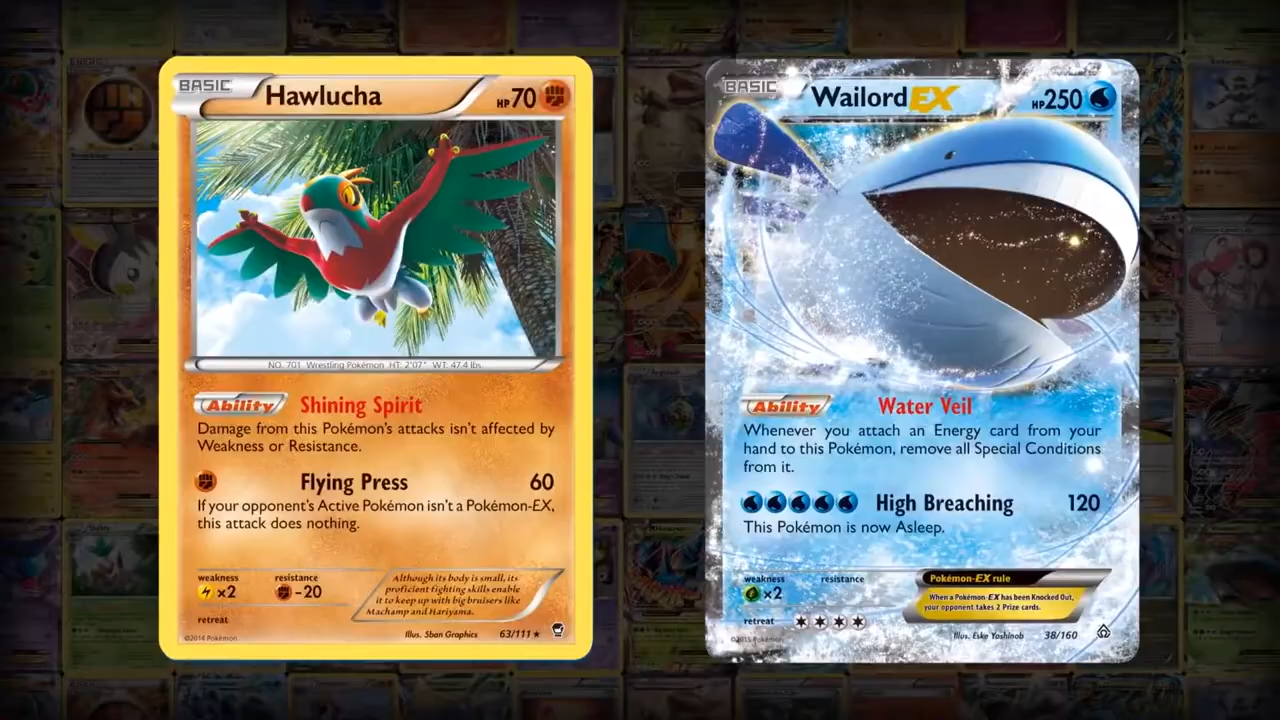 BASIC
Hawlucha
HP70
NO. 701 Wrestling Pokémon HT: 2'07" WT: 47.4 lbs.
Ability Shining Spirit
Damage from this Pokémon's attacks isn't affected by
Weakness or Resistance.
Flying Press 60
If your opponent's Active Pokémon isn't a Pokémon-EX,
this attack does nothing.
weakness resistance
×2 -20
retreat
Although its body is small, its
proficient fighting skills enable
it to keep up with big bruisers like
Machamp and Hariyama.
©2014 Pokémon
Illus. 5ban Graphics 63/111
BASIC
Wailord EX
HP250
Ability Water Veil
Whenever you attach an Energy card from your
hand to this Pokémon, remove all Special Conditions
from it.
High Breaching 120
This Pokémon is now Asleep.
weakness resistance
×2
retreat
Pokémon-EX rule
When a Pokémon-EX has been Knocked Out,
your opponent takes 2 Prize cards.
©2015 Pokémon
Illus. Eske Yoshinob 38/160